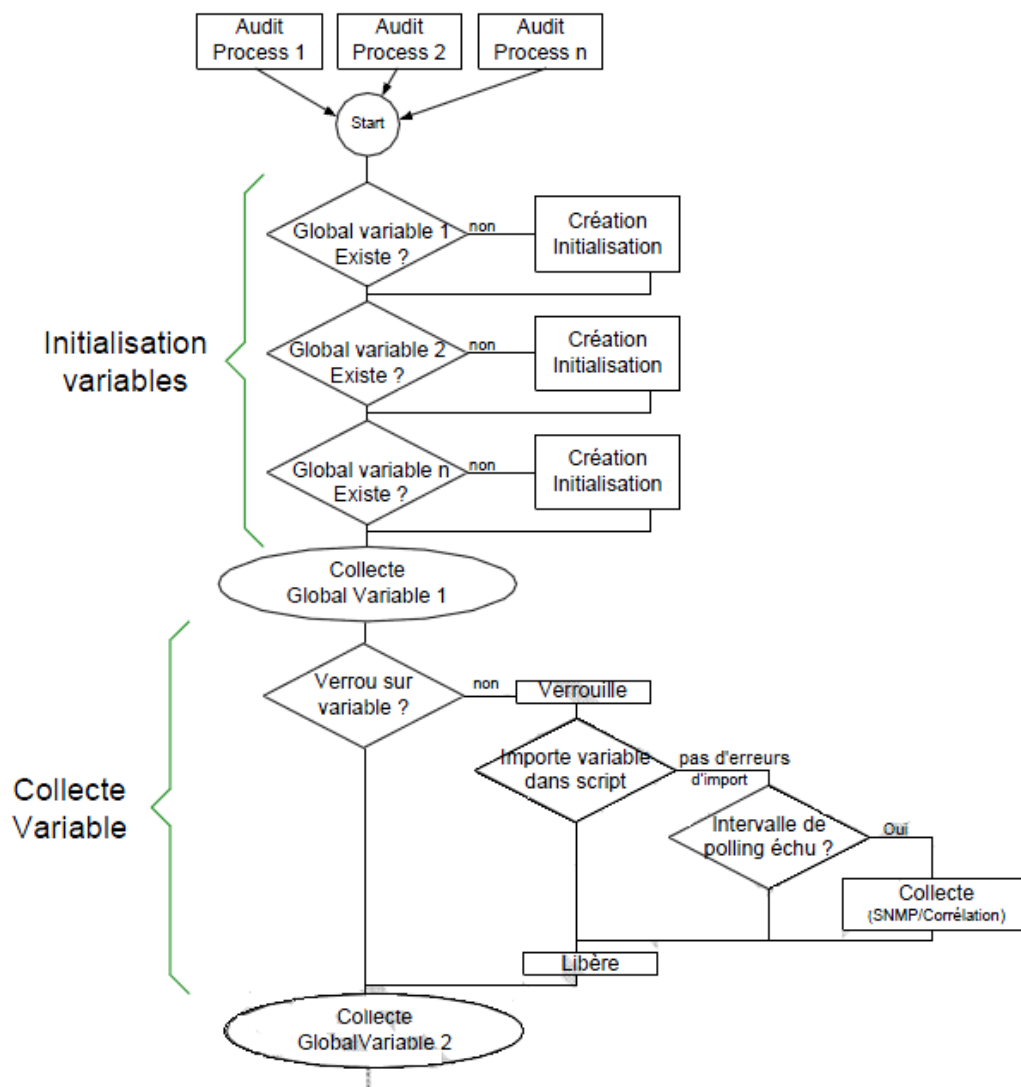 Audit
Process 1
Audit
Process 2
Audit
Process n
Start
Initialisation
variables
Global variable 1
Existe ?
non
Création
Initialisation
Global variable 2
Existe ?
non
Création
Initialisation
Global variable n
Existe ?
non
Création
Initialisation
Collecte
Global Variable 1
Collecte
Variable
Verrou sur
variable ?
non
Verrouille
Importe variable
dans script
pas d'erreurs
d'import
Intervalle de
polling échu ?
Oui
Collecte
(SNMP/Corrélation)
Libère
Collecte
GlobalVariable 2